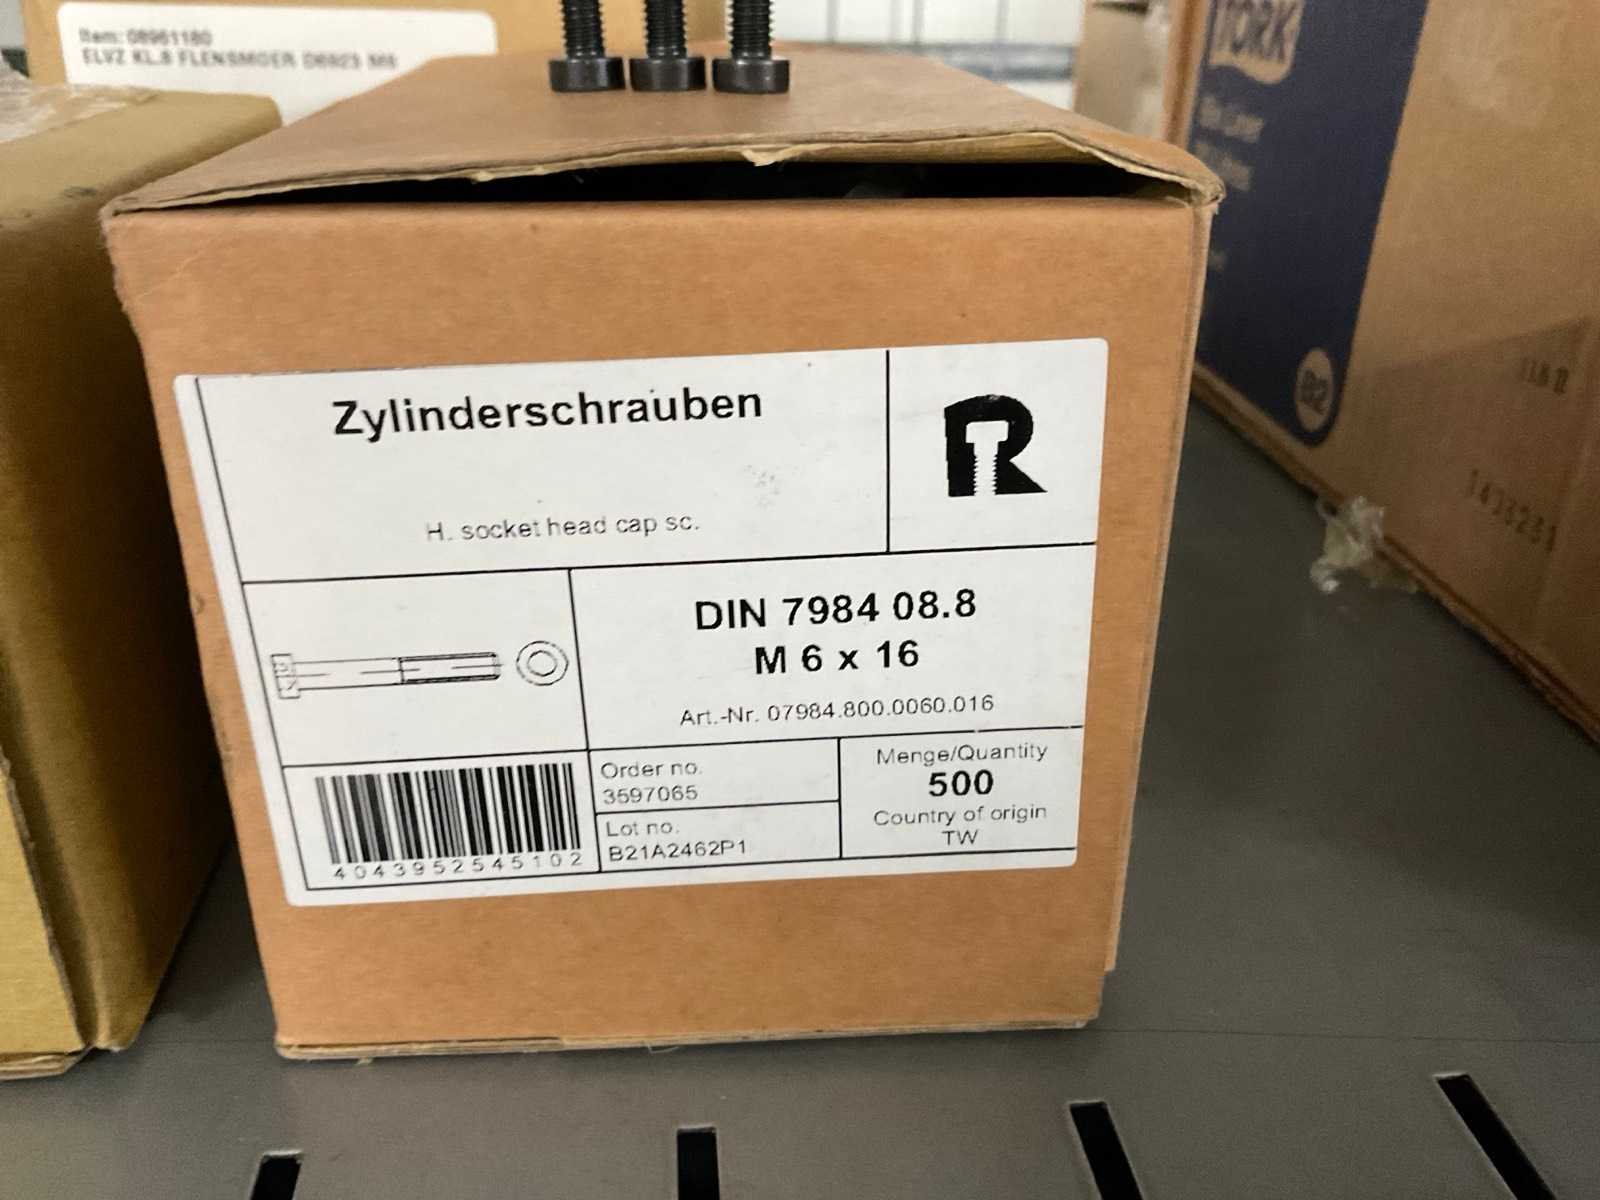 Item: 08961180
ELVZ KL.8 FLENSMOER D6923 M6
TORK
Zylinderschrauben
R
H. socket head cap sc.
DIN 7984 08.8
M 6 x 16
Art.-Nr. 07984.800.0060.016
Order no.
3597065
Lot no.
B21A2462P1
Menge/Quantity
500
Country of origin
TW
4043952545102
B2